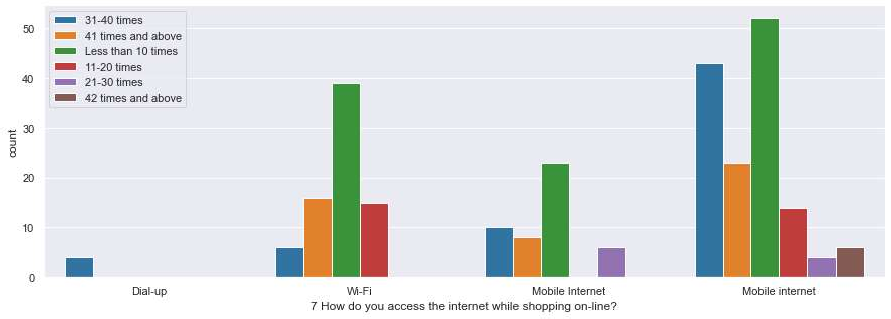 31-40 times
41 times and above
Less than 10 times
11-20 times
21-30 times
42 times and above
50
40
30
20
10
0
count
Dial-up Wi-Fi Mobile Internet Mobile internet
7 How do you access the internet while shopping on-line?